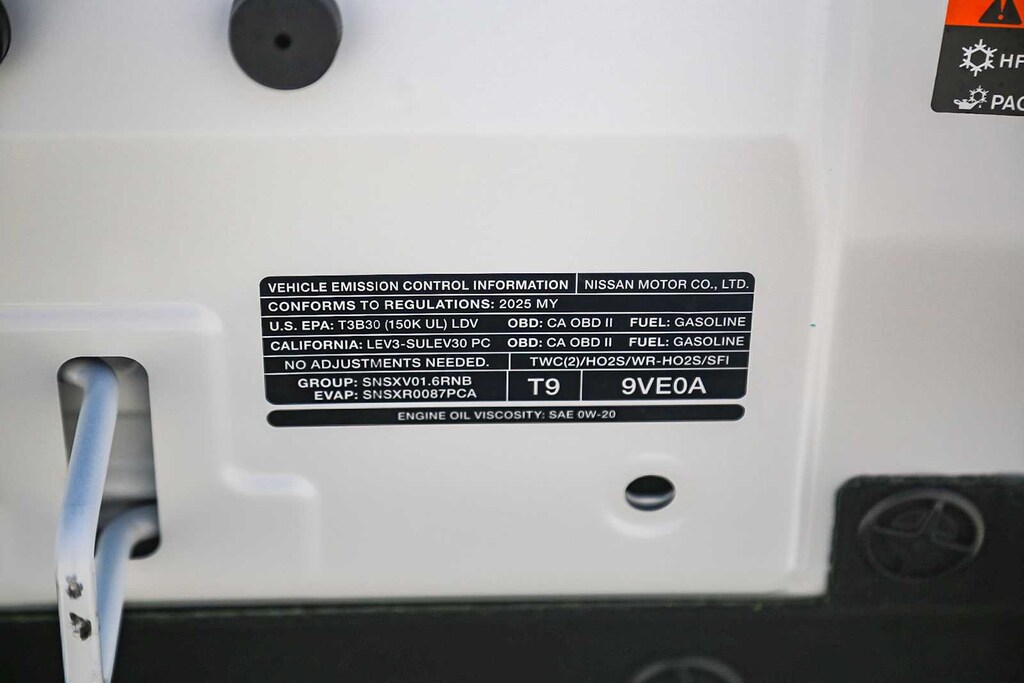 VEHICLE EMISSION CONTROL INFORMATION NISSAN MOTOR CO., LTD.
CONFORMS TO REGULATIONS: 2025 MY
U.S. EPA: T3B30 (150K UL) LDV OBD: CA OBD II FUEL: GASOLINE
CALIFORNIA: LEV3-SULEV30 PC OBD: CA OBD II FUEL: GASOLINE
NO ADJUSTMENTS NEEDED. TWC(2)/HO2S/WR-HO2S/SFI
GROUP: SNSXV01.6RNB
EVAP: SNSXR0087PCA
T9 9VE0A
ENGINE OIL VISCOSITY: SAE 0W-20
HF
PAG